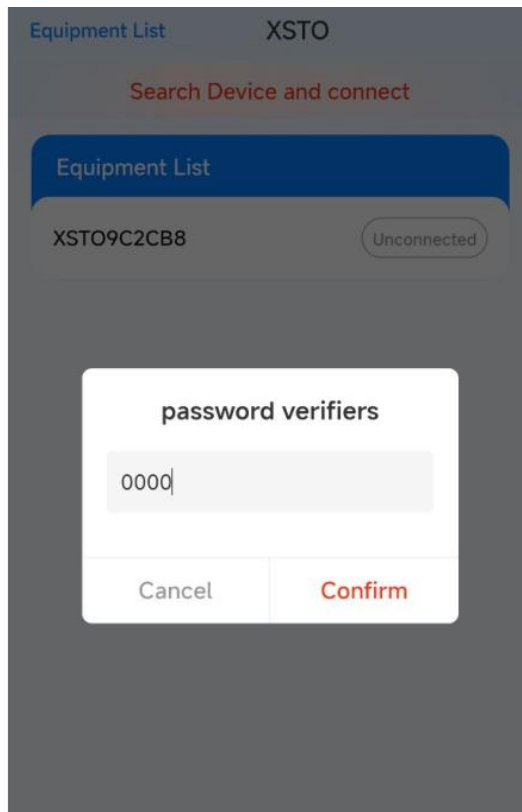 Equipment List XSTO
Search Device and connect
Equipment List
XSTO9C2CB8 Unconnected
password verifiers
0000
Cancel Confirm